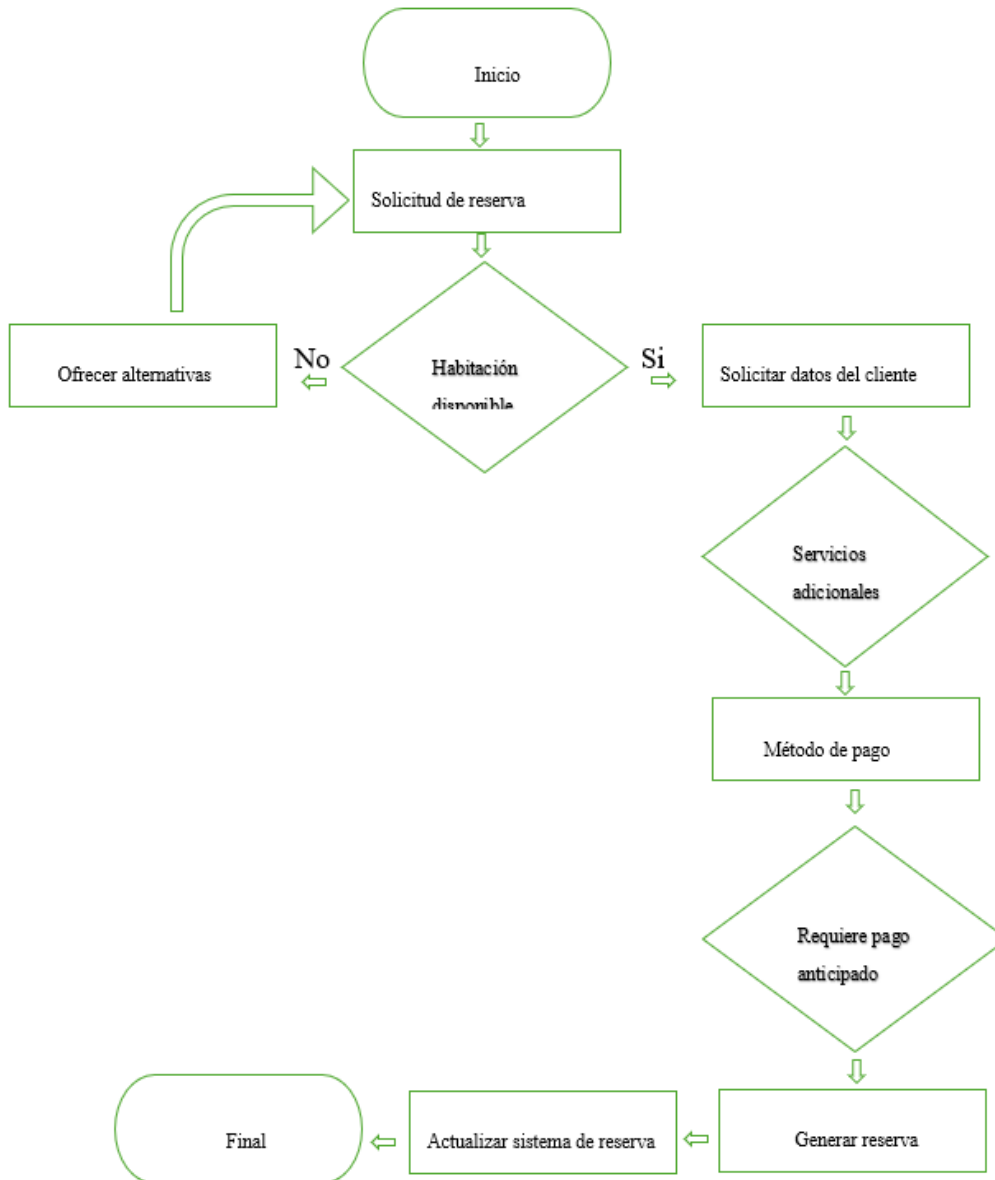 Inicio
Solicitud de reserva
No
Si
Ofrecer alternativas
Habitación
disponible
Solicitar datos del cliente
Servicios
adicionales
Método de pago
Requiere pago
anticipado
Final
Actualizar sistema de reserva
Generar reserva